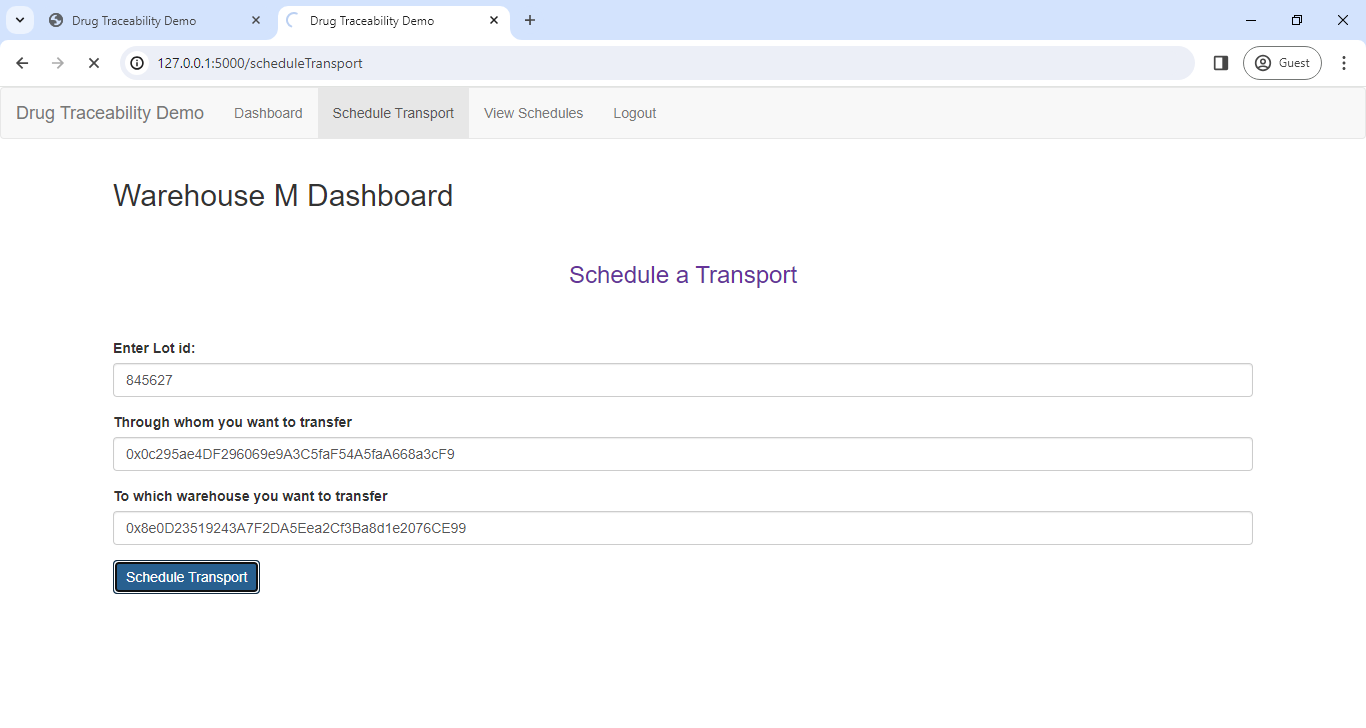 Drug Traceability Demo
Drug Traceability Demo
127.0.0.1:5000/scheduleTransport
Guest
Drug Traceability Demo Dashboard Schedule Transport View Schedules Logout
Warehouse M Dashboard
Schedule a Transport
Enter Lot id:
845627
Through whom you want to transfer
0x0c295ae4DF296069e9A3C5faF54A5faA668a3cF9
To which warehouse you want to transfer
0x8e0D23519243A7F2DA5Eea2Cf3Ba8d1e2076CE99
Schedule Transport